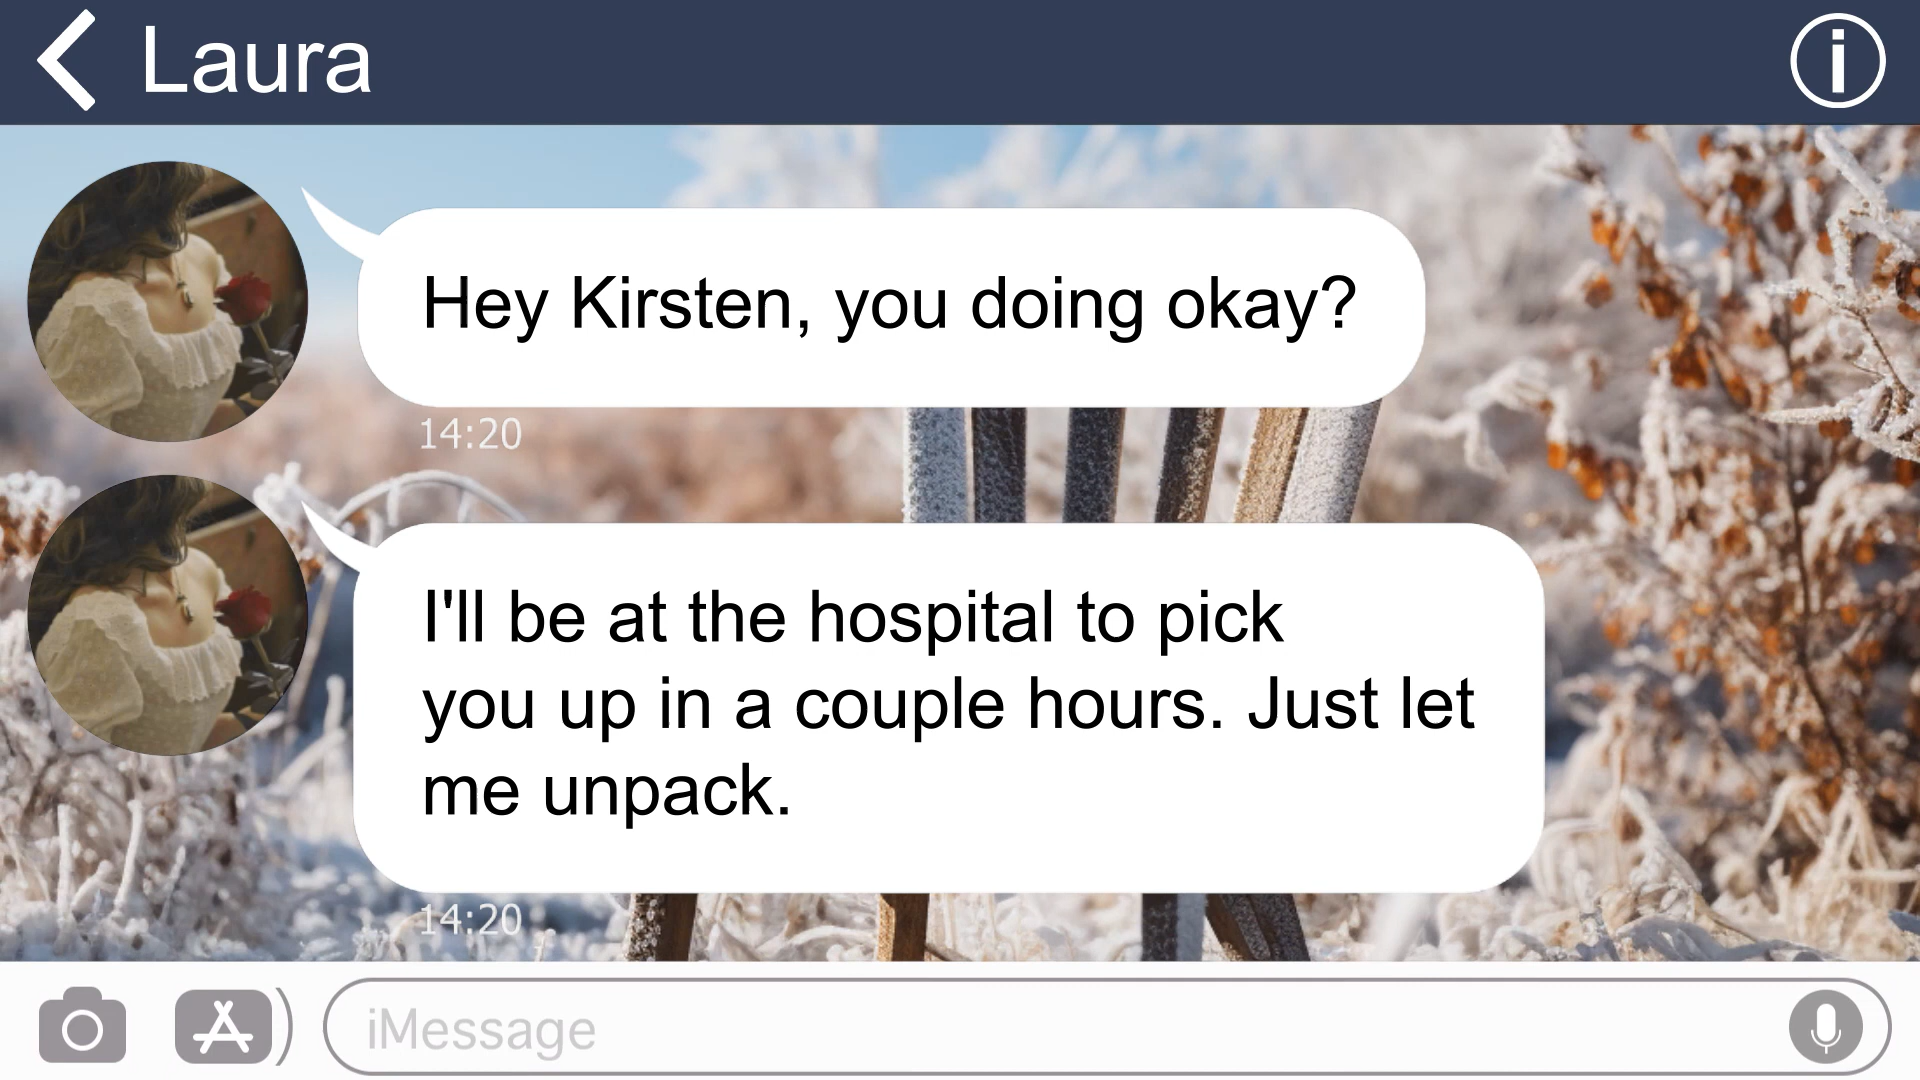 Laura
Hey Kirsten, you doing okay?
14:20
I'll be at the hospital to pick
you up in a couple hours. Just let
me unpack.
14:20
iMessage